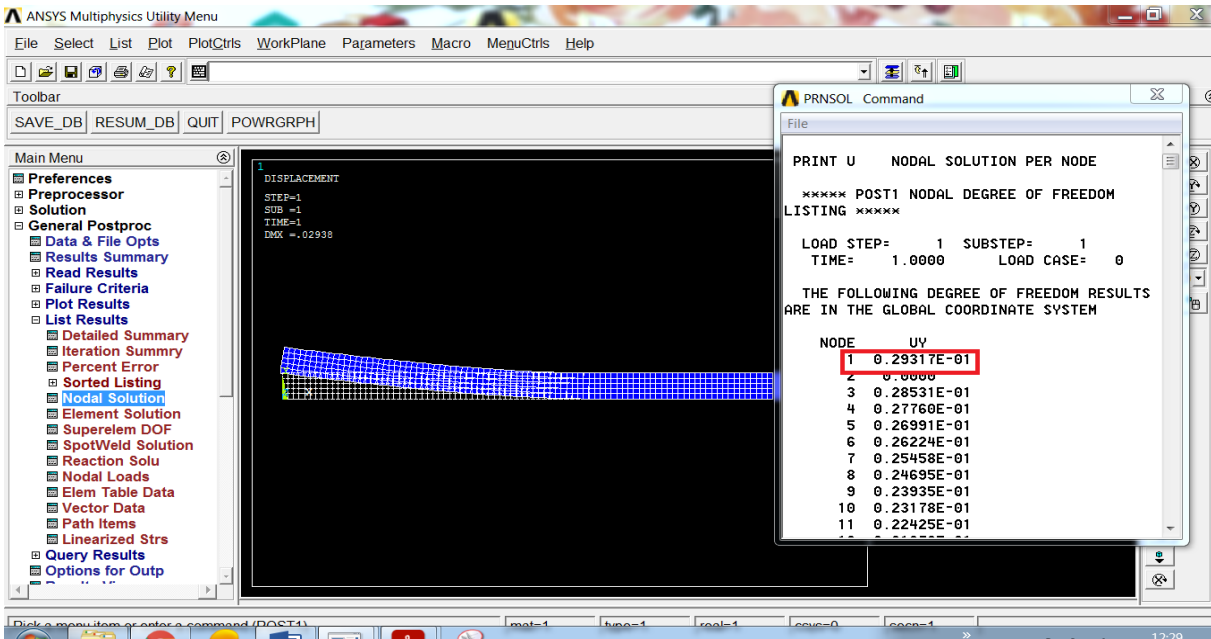 ANSYS Multiphysics Utility Menu
File Select List Plot PlotCtrls WorkPlane Parameters Macro MenuCtrls Help
Toolbar
SAVE_DB RESUM_DB QUIT POWRGRPH
Main Menu
Preferences
Preprocessor
Solution
General Postproc
Data & File Opts
Results Summary
Read Results
Failure Criteria
Plot Results
List Results
Detailed Summary
Iteration Summry
Percent Error
Sorted Listing
Nodal Solution
Element Solution
Superelem DOF
SpotWeld Solution
Reaction Solu
Nodal Loads
Elem Table Data
Vector Data
Path Items
Linearized Strs
Query Results
Options for Outp
1
DISPLACEMENT
STEP=1
SUB =1
TIME=1
DMX =.02938
X
PRNSOL Command
File
PRINT U NODAL SOLUTION PER NODE
***** POST1 NODAL DEGREE OF FREEDOM
LISTING *****
LOAD STEP= 1 SUBSTEP= 1
TIME= 1.0000 LOAD CASE= 0
THE FOLLOWING DEGREE OF FREEDOM RESULTS
ARE IN THE GLOBAL COORDINATE SYSTEM
NODE UY
1 0.29317E-01
2 0.0000
3 0.28531E-01
4 0.27760E-01
5 0.26991E-01
6 0.26224E-01
7 0.25458E-01
8 0.24695E-01
9 0.23935E-01
10 0.23178E-01
11 0.22425E-01
Pick a menu item or enter a command (POST1) mat=1 type=1 real=1 csys=0 secn=1
12:29